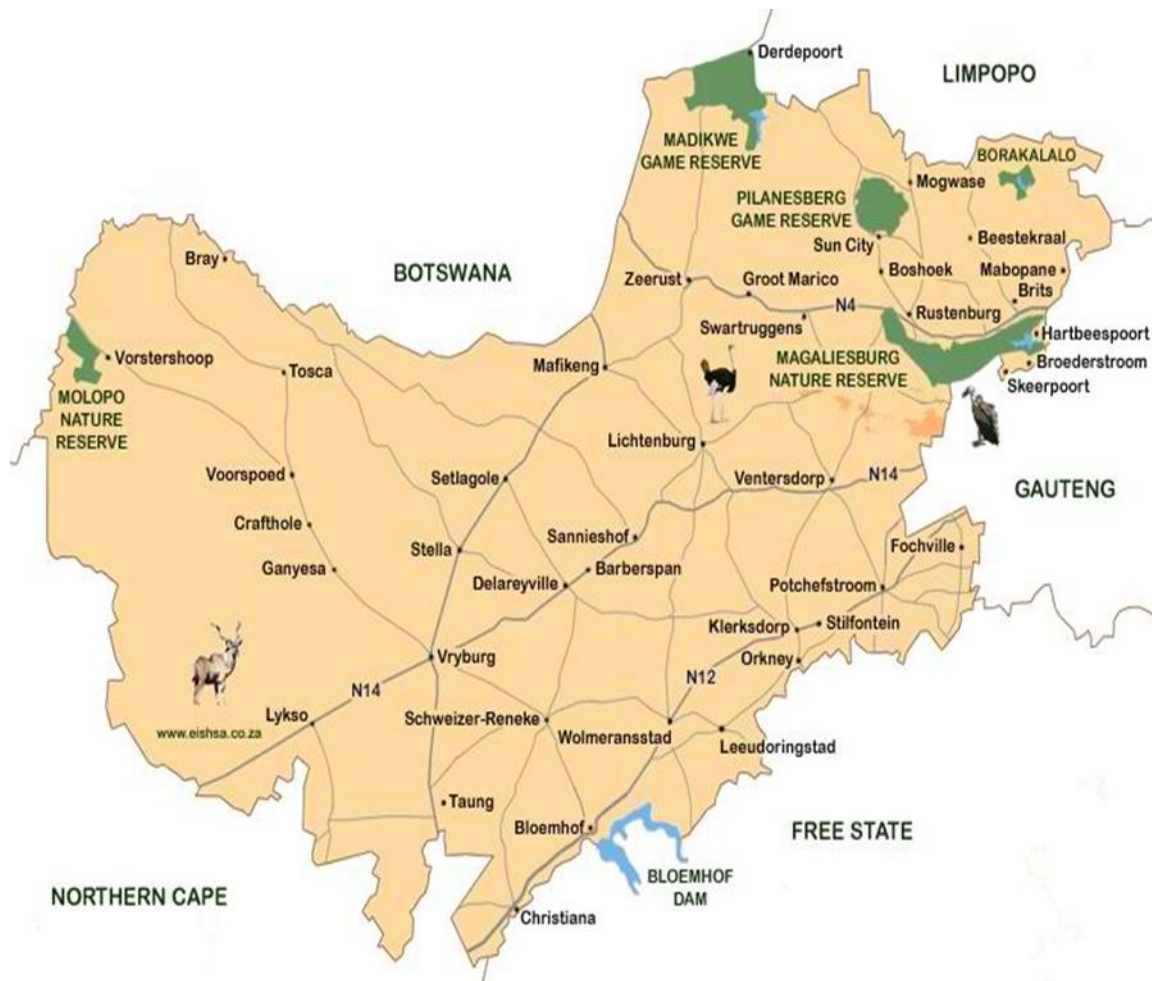 Derdepoort
LIMPOPO
MADIKWE
GAME RESERVE
BORAKALALO
Mogwase
PILANESBERG
GAME RESERVE
Sun City
Beestekraal
Bray
BOTSWANA
Zeerust
Groot Marico
Boshoek
Mabopane
Brits
N4
Rustenburg
Swartruggens
Hartbeespoort
Vorstershoop
Tosca
Mafikeng
MAGALIESBURG
NATURE RESERVE
Broederstroom
Skeerpoort
MOLOPO
NATURE
RESERVE
Lichtenburg
Voorspoed
Setlagole
Ventersdorp
N14
GAUTENG
Crafthole
Stella
Sannieshof
Fochville
Ganyesa
Delareyville
Barberspan
Potchefstroom
Klerksdorp
Stilfontein
Vryburg
Orkney
N14
N12
Lykso
www.eishsa.co.za
Schweizer-Reneke
Wolmeransstad
Leeudoringstad
Taung
Bloemhof
FREE STATE
BLOEMHOF
DAM
NORTHERN CAPE
Christiana